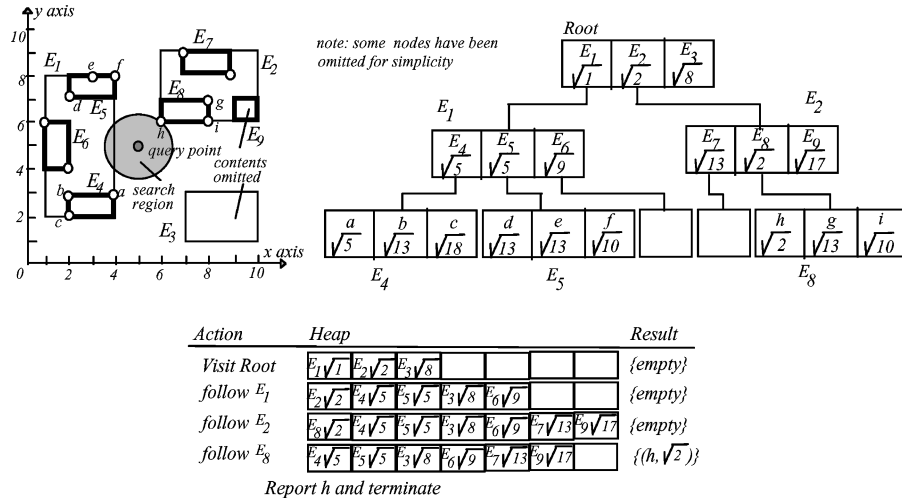 y axis
10
8
6
4
2
0
0 2 4 6 8 10
x axis
E1
e
f
d
E5
E6
b
E4
a
c
E7
E2
E8
g
h
i
E9
query point
search
region
contents
omitted
E3
note: some nodes have been
omitted for simplicity
Root
E1 √1 E2 √2 E3 √8
E1
E4 √5 E5 √5 E6 √9
E2
E7 √13 E8 √2 E9 √17
a √5 b √13 c √18
E4
d √13 e √13 f √10
E5
h √2 g √13 i √10
E8
Action Heap Result
Visit Root E1 √1 E2 √2 E3 √8 {empty}
follow E1 E2 √2 E4 √5 E5 √5 E3 √8 E6 √9 {empty}
follow E2 E8 √2 E4 √5 E5 √5 E3 √8 E6 √9 E7 √13 E9 √17 {empty}
follow E8 E4 √5 E5 √5 E3 √8 E6 √9 E7 √13 E9 √17 {(h, √2 )}
Report h and terminate